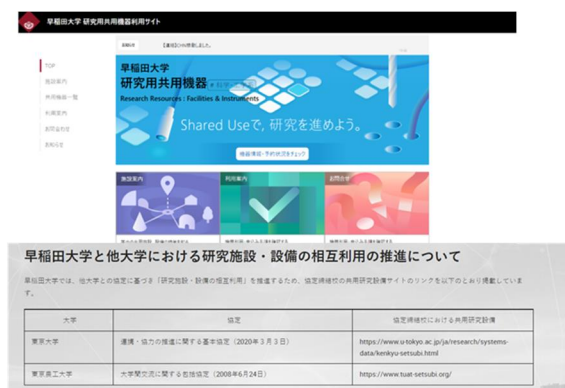 早稲田大学 研究用共用機器利用サイト
お知らせ
TOP
施設案内
共用機器一覧
利用案内
お問合わせ
お知らせ
早稲田大学
研究用共用機器
Research Resources : Facilities & Instruments
Shared Useで, 研究を進めよう。
機器情報・予約状況をチェック
施設案内
利用案内
お問合せ
早稲田大学と他大学における研究施設・設備の相互利用の推進について
早稲田大学では、他大学との協定に基づき「研究施設・設備の相互利用」を推進するため、協定締結校の共用研究設備サイトのリンクを以下のとおり掲載していま
す。
大学 協定 協定締結校における共用研究設備
東京大学 連携・協力の推進に関する基本協定（2020年3月3日） https://www.u-tokyo.ac.jp/ja/research/systems-
data/kenkyu-setsubi.html
東京農工大学 大学間交流に関する包括協定（2008年6月24日） https://www.tuat-setsubi.org/